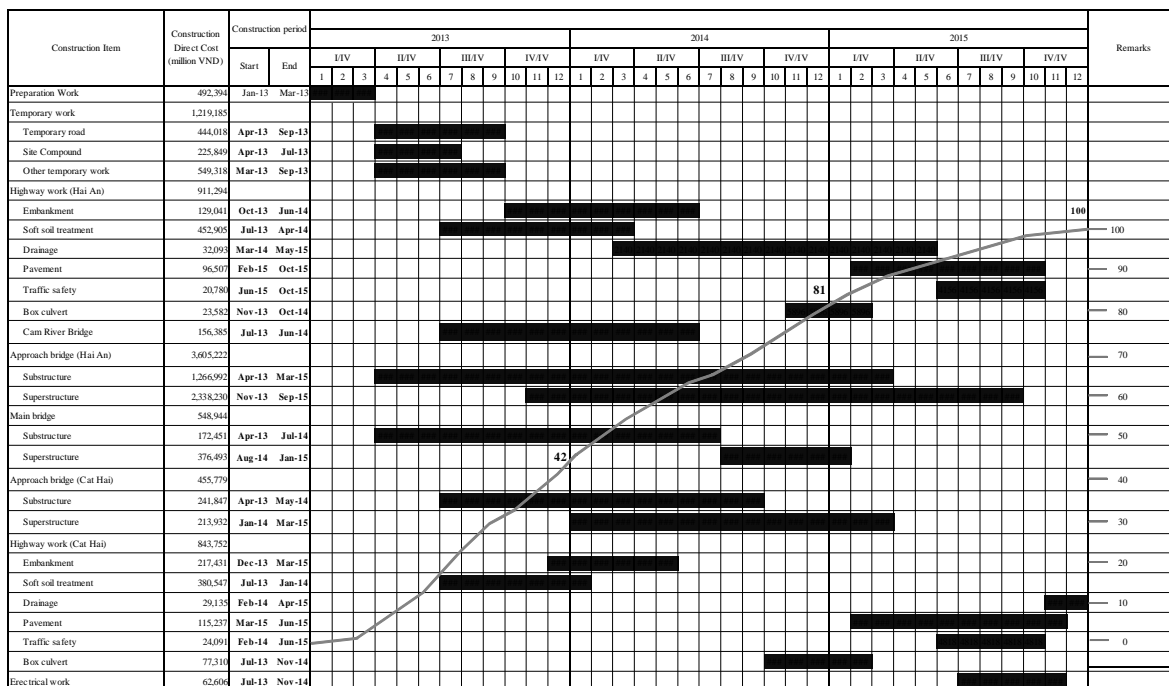 Construction Item Construction Direct Cost (million VND) Construction period 2013 2014 2015 Remarks
Start End I/IV II/IV III/IV IV/IV I/IV II/IV III/IV IV/IV I/IV II/IV III/IV IV/IV
1 2 3 4 5 6 7 8 9 10 11 12 1 2 3 4 5 6 7 8 9 10 11 12 1 2 3 4 5 6 7 8 9 10 11 12
Preparation Work 492,394 Jan-13 Mar-13
Temporary work 1,219,185
Temporary road 444,018 Apr-13 Sep-13
Site Compound 225,849 Apr-13 Jul-13
Other temporary work 549,318 Mar-13 Sep-13
Highway work (Hai An) 911,294
Embankment 129,041 Oct-13 Jun-14 100
Soft soil treatment 452,905 Jul-13 Apr-14 100
Drainage 32,093 Mar-14 May-15
Pavement 96,507 Feb-15 Oct-15 90
Traffic safety 20,780 Jun-15 Oct-15 81
Box culvert 23,582 Nov-13 Oct-14 80
Cam River Bridge 156,385 Jul-13 Jun-14
Approach bridge (Hai An) 3,605,222 70
Substructure 1,266,992 Apr-13 Mar-15
Superstructure 2,338,230 Nov-13 Sep-15 60
Main bridge 548,944
Substructure 172,451 Apr-13 Jul-14 50
Superstructure 376,493 Aug-14 Jan-15 42
Approach bridge (Cat Hai) 455,779 40
Substructure 241,847 Apr-13 May-14
Superstructure 213,932 Jan-14 Mar-15 30
Highway work (Cat Hai) 843,752
Embankment 217,431 Dec-13 Mar-15 20
Soft soil treatment 380,547 Jul-13 Jan-14
Drainage 29,135 Feb-14 Apr-15 10
Pavement 115,237 Mar-15 Jun-15
Traffic safety 24,091 Feb-14 Jun-15 0
Box culvert 77,310 Jul-13 Nov-14
Erectrical work 62,606 Jul-13 Nov-14